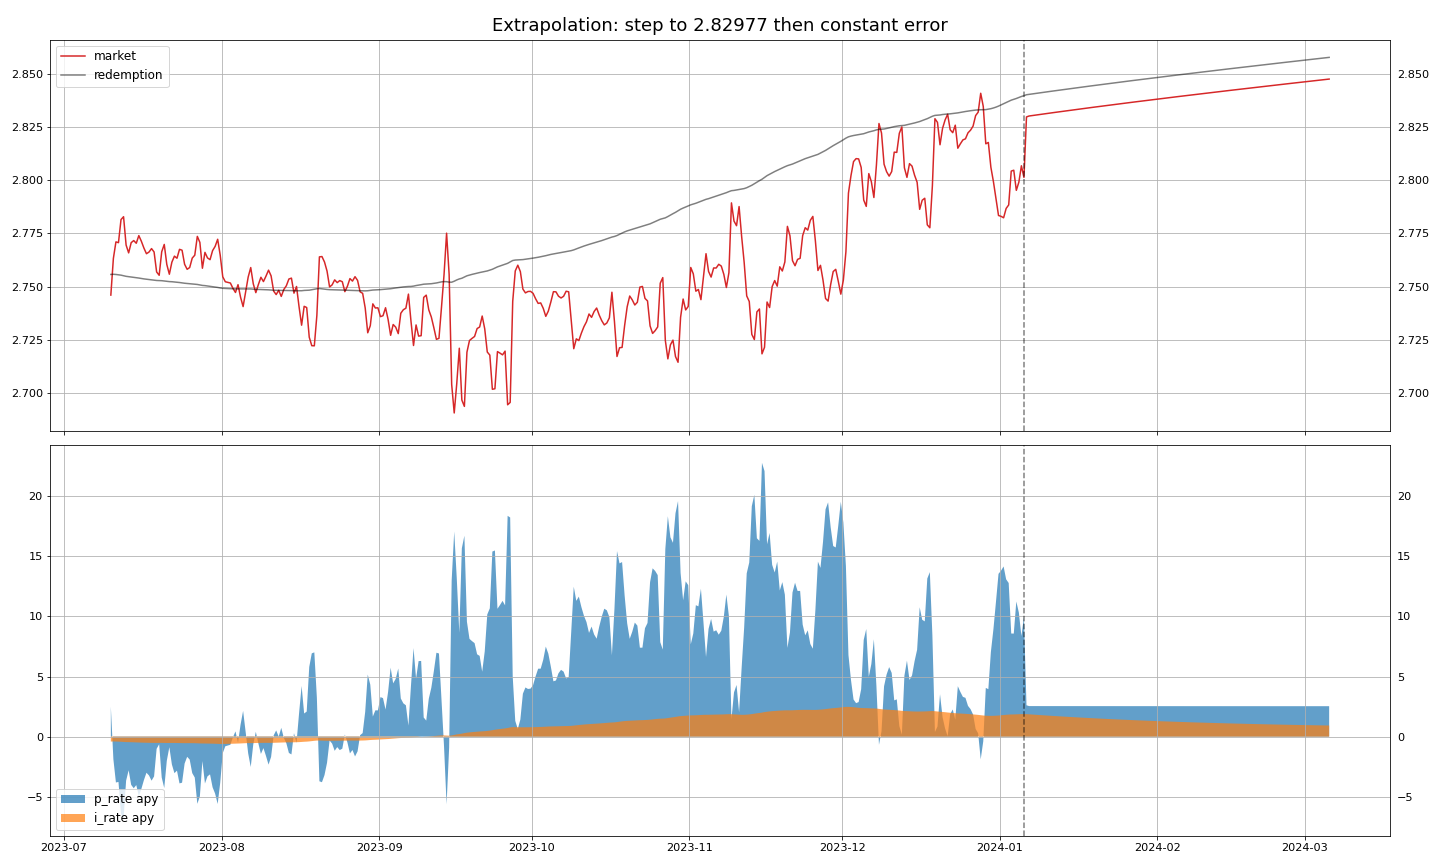 Extrapolation: step to 2.82977 then constant error
market
redemption
2.850 2.850
2.825 2.825
2.800 2.800
2.775 2.775
2.750 2.750
2.725 2.725
2.700 2.700
20 20
15 15
10 10
5 5
0 0
−5 −5
p_rate apy
i_rate apy
2023-07 2023-08 2023-09 2023-10 2023-11 2023-12 2024-01 2024-02 2024-03